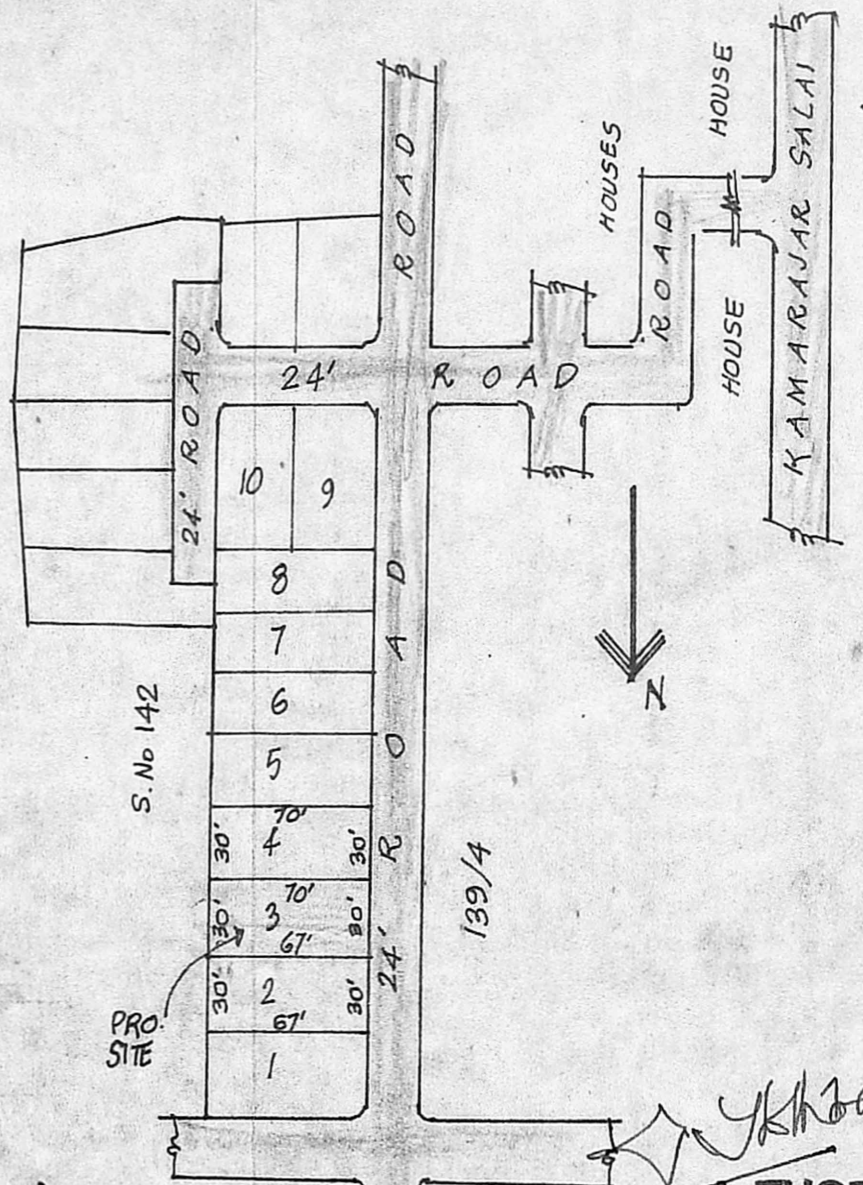 KAMARAJAR SALAI
HOUSE
HOUSES
ROAD
ROAD
HOUSE
24' ROAD
24' ROAD
10
9
8
7
6
5
70'
30' 4 30'
70'
30' 3 30'
67'
30' 2 30'
67'
1
24' ROAD
S. No 142
139/4
N
PRO.
SITE